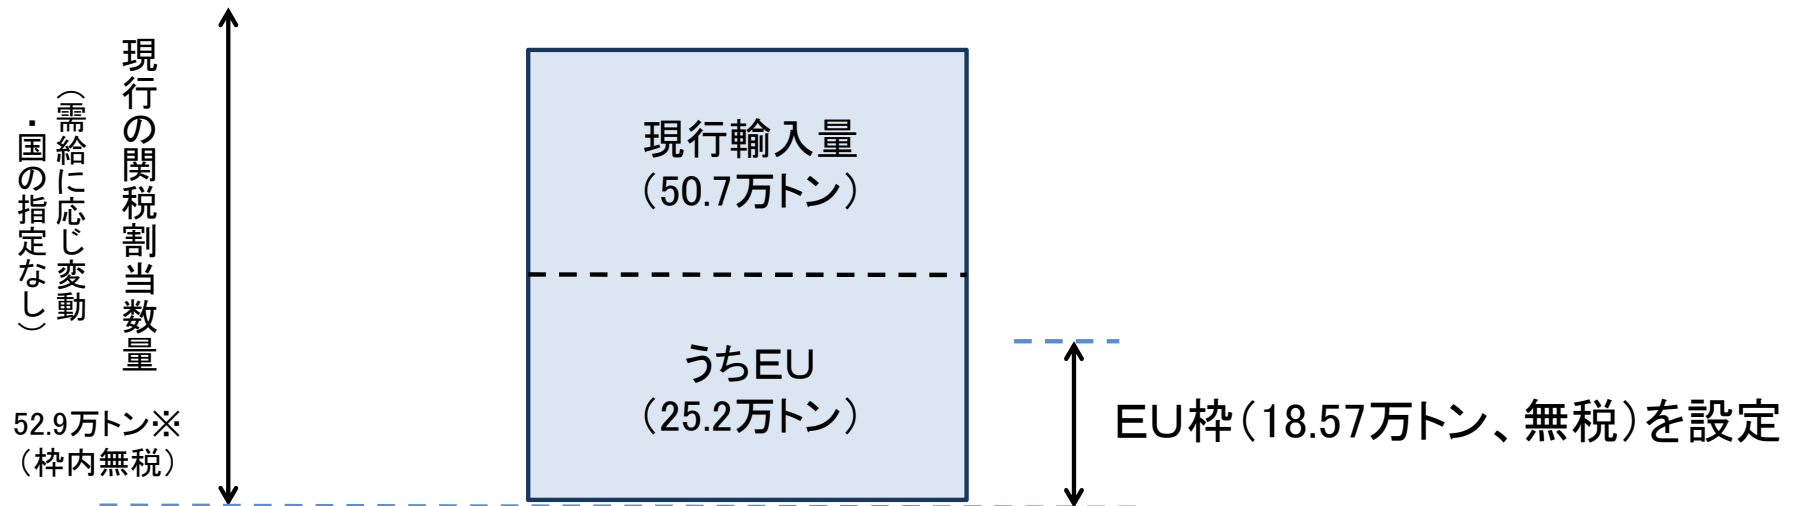 現行の関税割当数量
（需給に応じ変動
・国の指定なし）
52.9万トン※
（枠内無税）
現行輸入量
（50.7万トン）
うちＥＵ
（25.2万トン）
ＥＵ枠（18.57万トン、無税）を設定